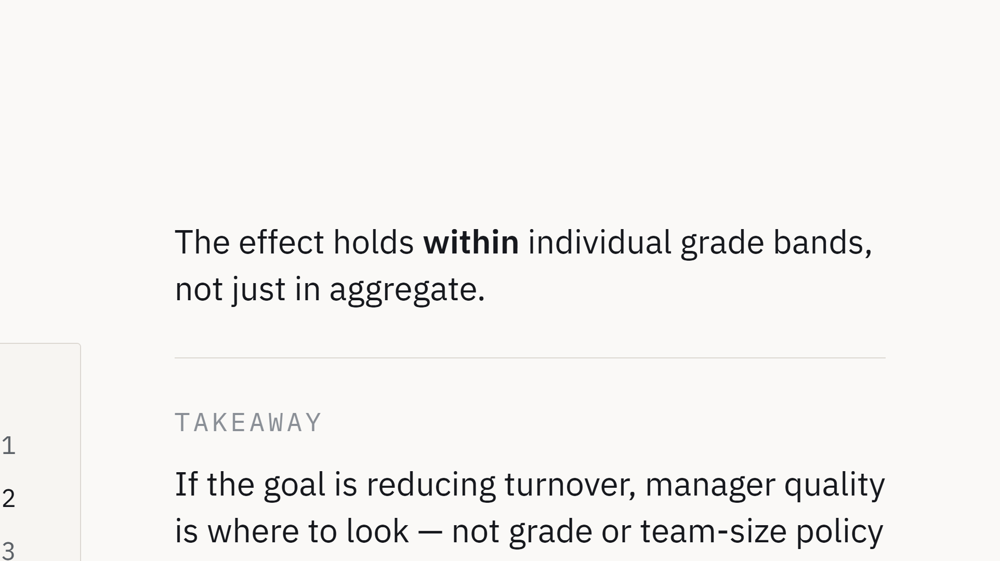 The effect holds within individual grade bands,
not just in aggregate.
TAKEAWAY
1
If the goal is reducing turnover, manager quality
2
is where to look — not grade or team-size policy
3